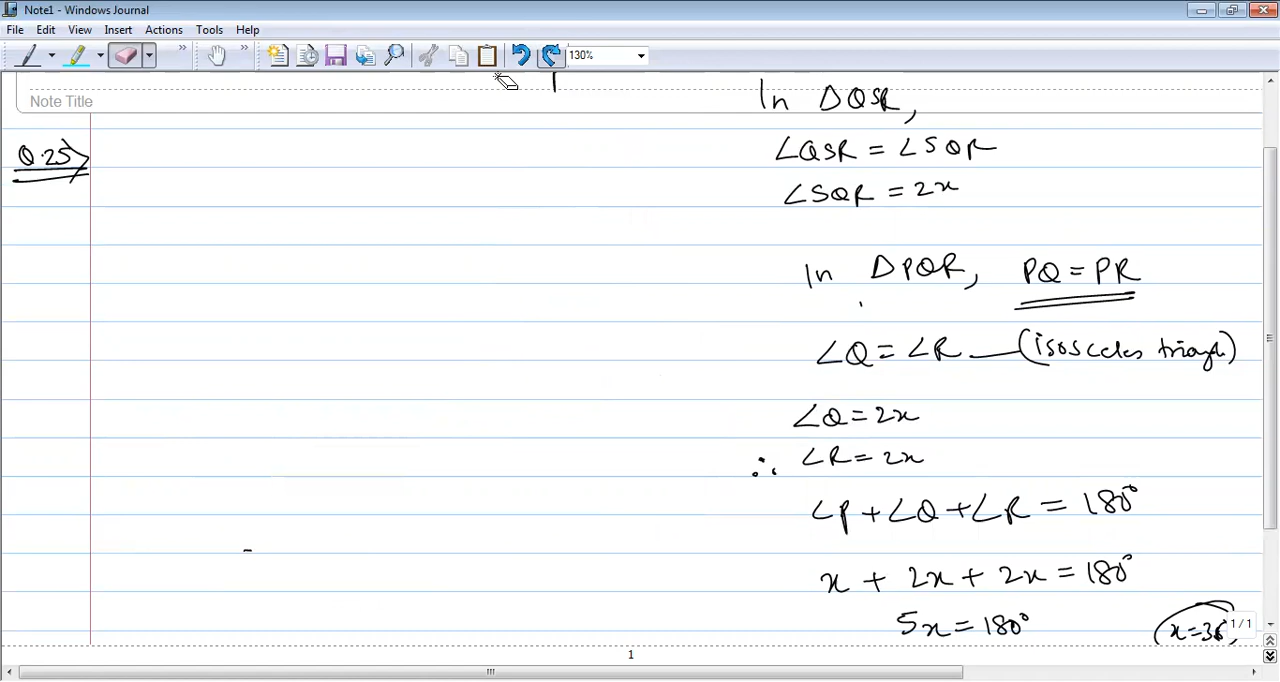 Note1 - Windows Journal
File Edit View Insert Actions Tools Help
130%
Note Title
In ΔQSR,
Q.25
∠QSR = ∠SQR
∠SQR = 2x
In ΔPQR, PQ = PR
∠Q = ∠R — (isosceles triangle)
∠Q = 2x
∴ ∠R = 2x
∠P + ∠Q + ∠R = 180°
x + 2x + 2x = 180°
5x = 180° x = 36
1/1
1